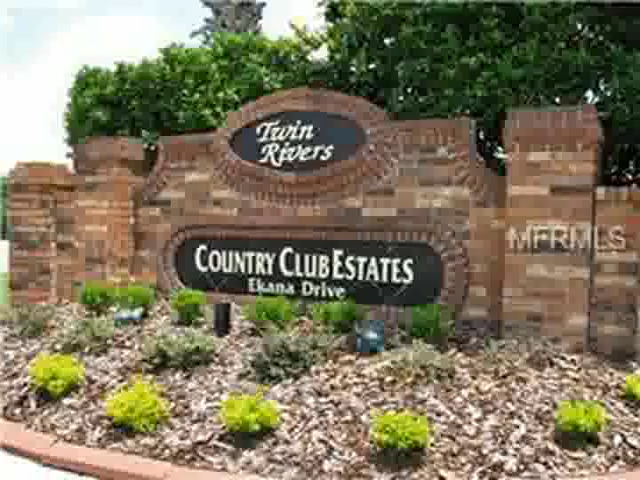 Twin
Rivers
COUNTRY CLUB ESTATES
Ekana Drive
MFRMLS